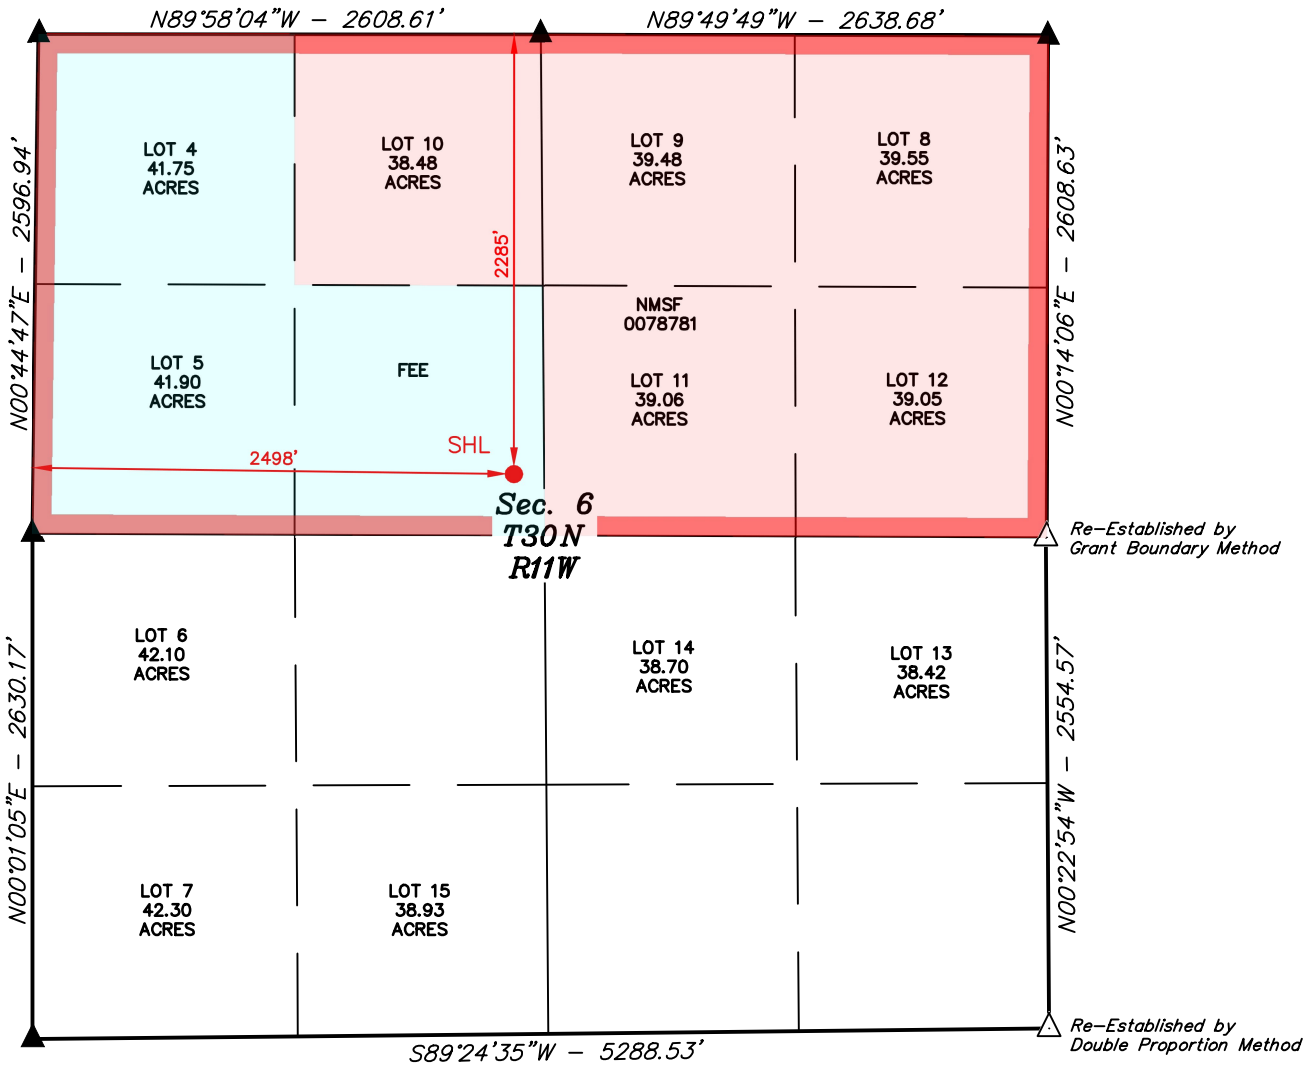 N89°58'04"W - 2608.61'
N89°49'49"W - 2638.68'
N00°44'47"E - 2596.94'
LOT 4
41.75
ACRES
LOT 10
38.48
ACRES
LOT 9
39.48
ACRES
LOT 8
39.55
ACRES
N00°14'06"E - 2608.63'
2285'
NMSF
0078781
LOT 5
41.90
ACRES
FEE
LOT 11
39.06
ACRES
LOT 12
39.05
ACRES
SHL
2498'
Sec. 6
T30N
R11W
Re-Established by
Grant Boundary Method
N00°01'05"E - 2630.17'
LOT 6
42.10
ACRES
LOT 14
38.70
ACRES
LOT 13
38.42
ACRES
N00°22'54"W - 2554.57'
LOT 7
42.30
ACRES
LOT 15
38.93
ACRES
Re-Established by
Double Proportion Method
S89°24'35"W - 5288.53'